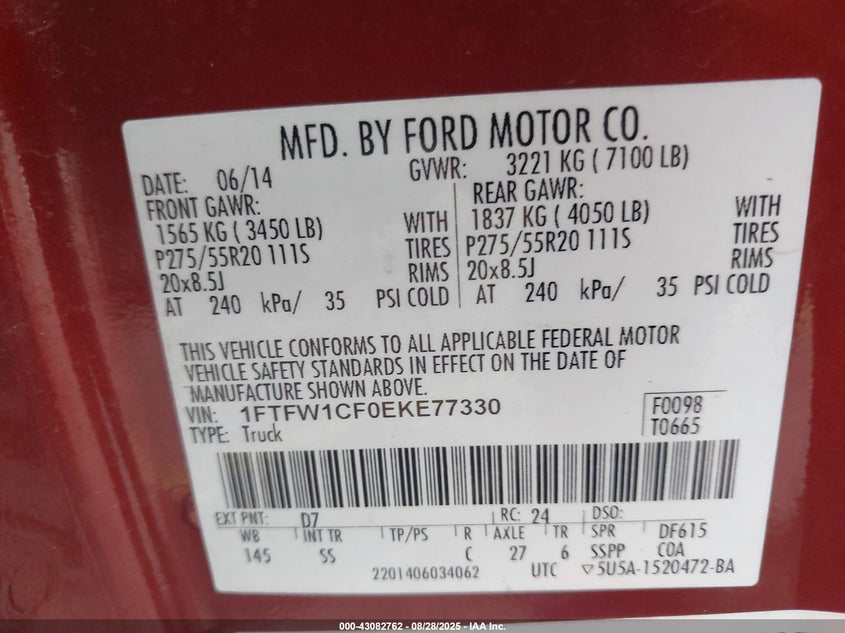 MFD. BY FORD MOTOR CO.
DATE: 06/14 GVWR: 3221 KG ( 7100 LB)
FRONT GAWR: REAR GAWR:
1565 KG ( 3450 LB) WITH 1837 KG ( 4050 LB) WITH
P275/55R20 111S TIRES P275/55R20 111S TIRES
20x8.5J RIMS 20x8.5J RIMS
AT 240 kPa/ 35 PSI COLD AT 240 kPa/ 35 PSI COLD
THIS VEHICLE CONFORMS TO ALL APPLICABLE FEDERAL MOTOR
VEHICLE SAFETY STANDARDS IN EFFECT ON THE DATE OF
MANUFACTURE SHOWN ABOVE.
VIN: 1FTFW1CF0EKE77330 F0098
TYPE: Truck T0665
EXT PNT: D7 RC: 24 DSO:
WB INT TR TP/PS R AXLE TR SPR DF615
145 SS C 27 6 SSPP COA
2201406034062 UTC ▽5U5A-1520472-BA
000-43082762 - 08/28/2025 - IAA Inc.